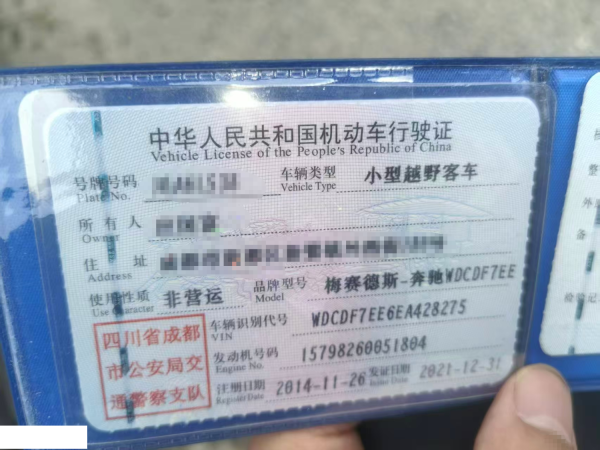 中华人民共和国机动车行驶证
Vehicle License of the People's Republic of China
号牌号码
Plate No.
车辆类型 小型越野客车
Vehicle Type
所有人
Owner
住址
Address
使用性质 非营运
Use Character
品牌型号 梅赛德斯-奔驰WDCDF7EE
Model
车辆识别代号 WDCDF7EE6EA428275
VIN
发动机号码 15798260051804
Engine No.
注册日期 2014-11-26
Register Date
发证日期 2021-12-31
Issue Date
四川省成都
市公安局交
通警察支队